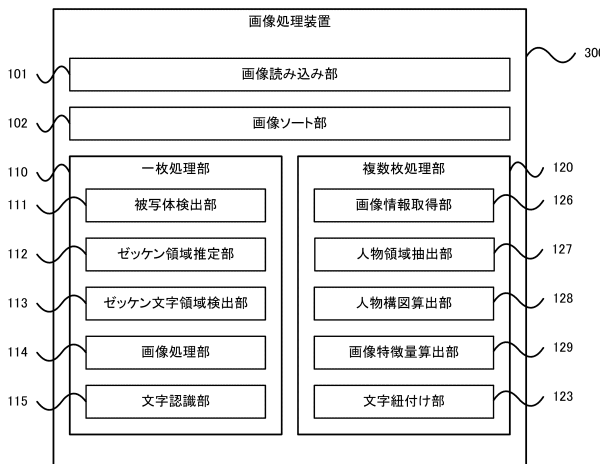 画像処理装置
300
101
画像読み込み部
102
画像ソート部
110
一枚処理部
111
被写体検出部
112
ゼッケン領域推定部
113
ゼッケン文字領域検出部
114
画像処理部
115
文字認識部
複数枚処理部
120
画像情報取得部
126
人物領域抽出部
127
人物構図算出部
128
画像特徴量算出部
129
文字紐付け部
123